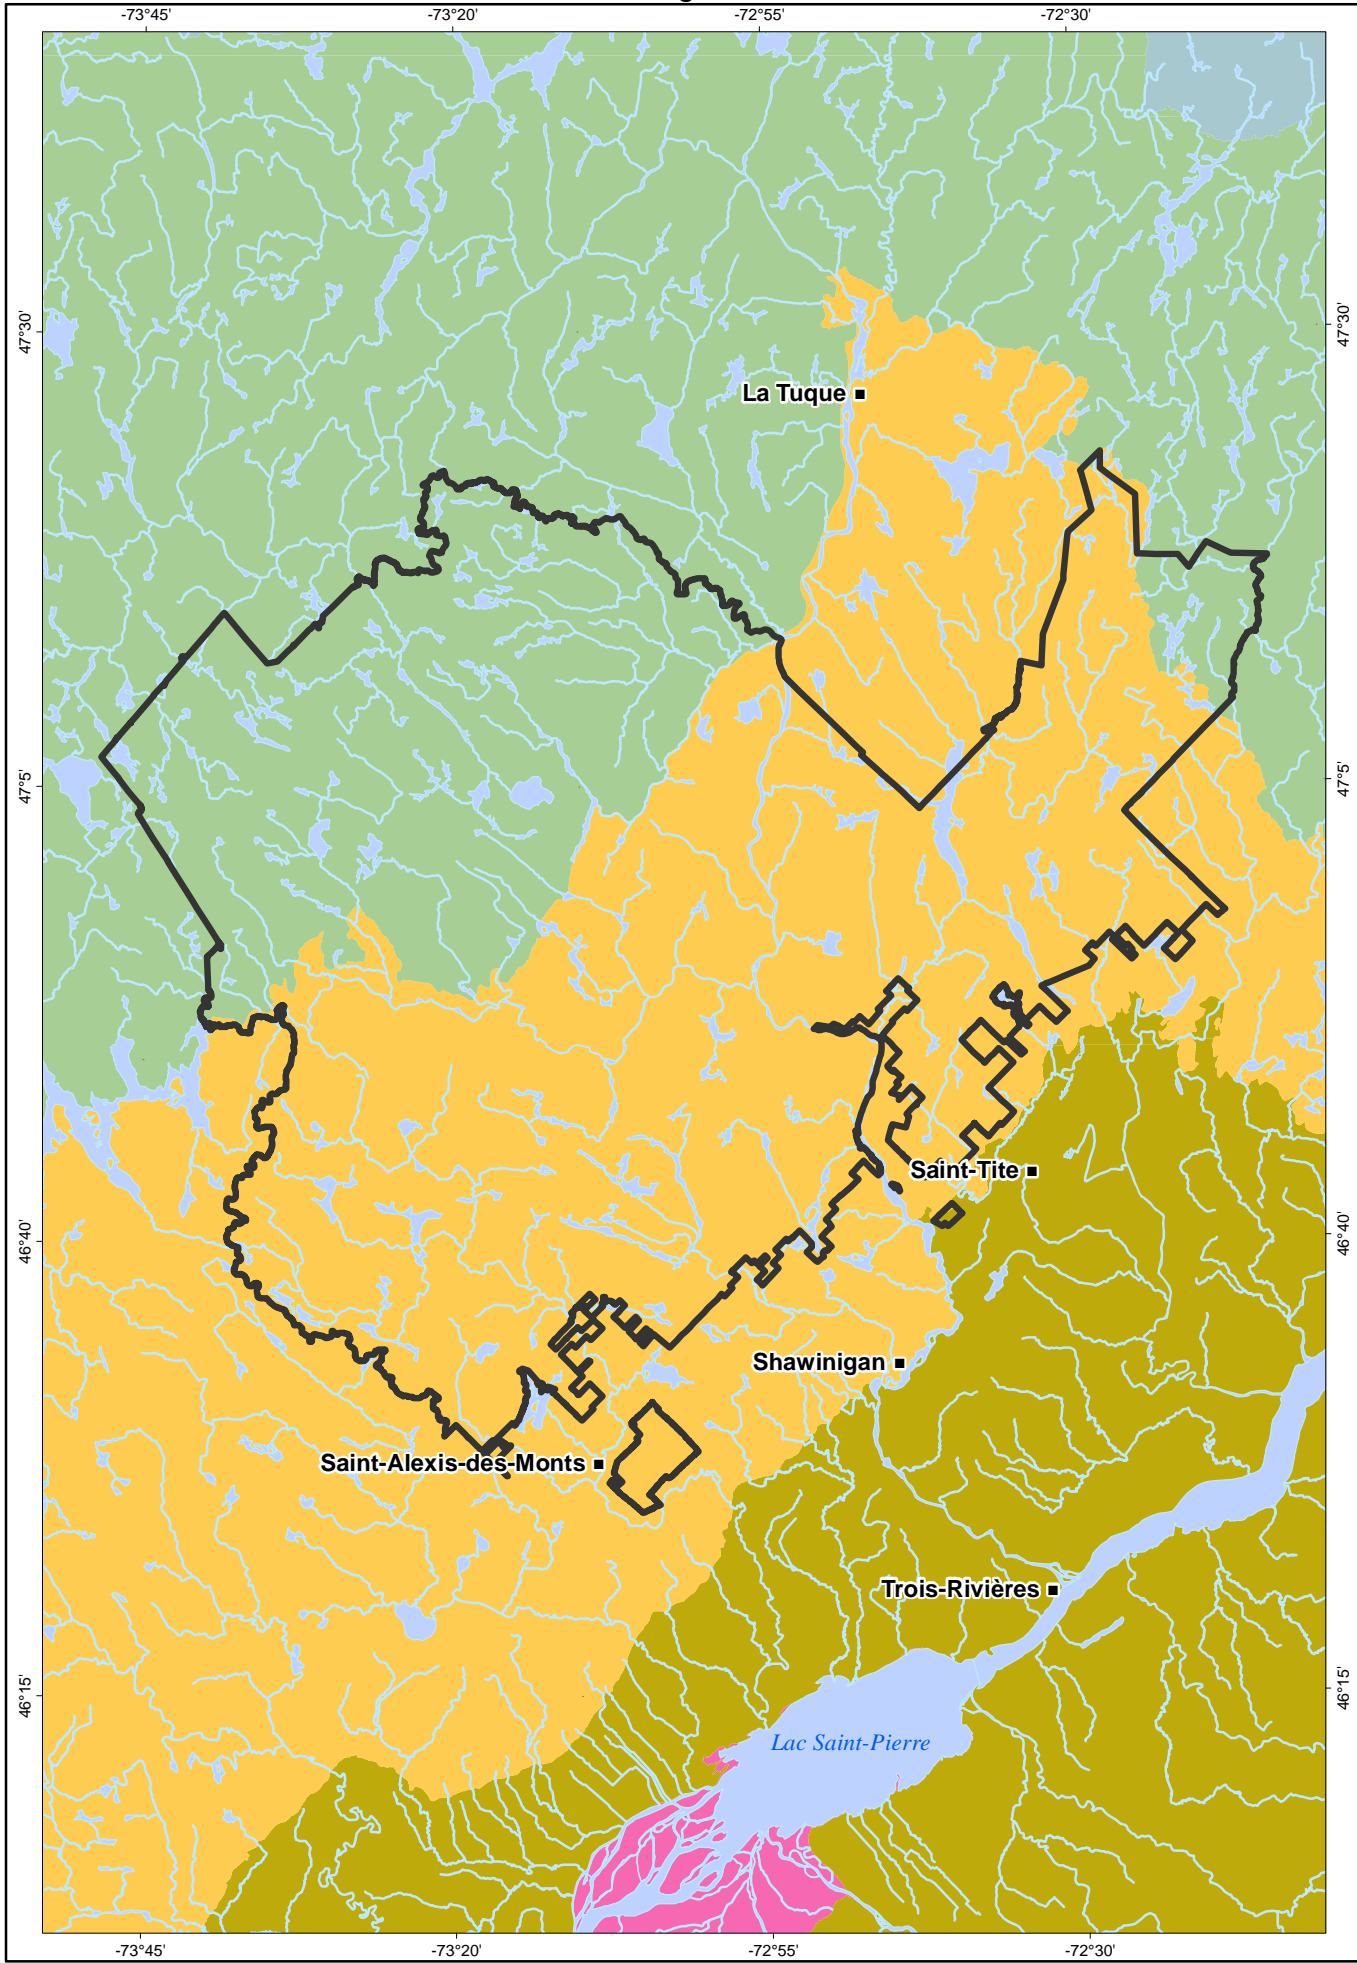 -73°45' -73°20' -72°55' -72°30'
47°30' 47°30'
La Tuque
47°5' 47°5'
Saint-Tite
46°40' 46°40'
Shawinigan
Saint-Alexis-des-Monts
Trois-Rivières
46°15' 46°15'
Lac Saint-Pierre
-73°45' -73°20' -72°55' -72°30'